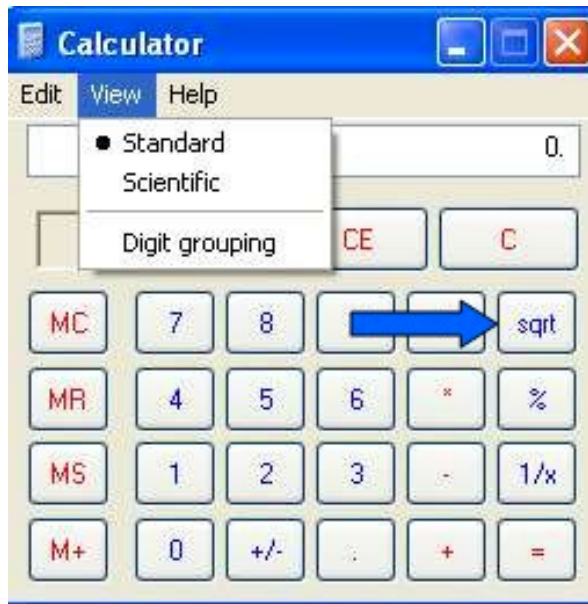 Calculator
Edit View Help
0.
● Standard
Scientific
Digit grouping
CE C
MC 7 8 sqrt
MR 4 5 6 * %
MS 1 2 3 - 1/x
M+ 0 +/- . + =